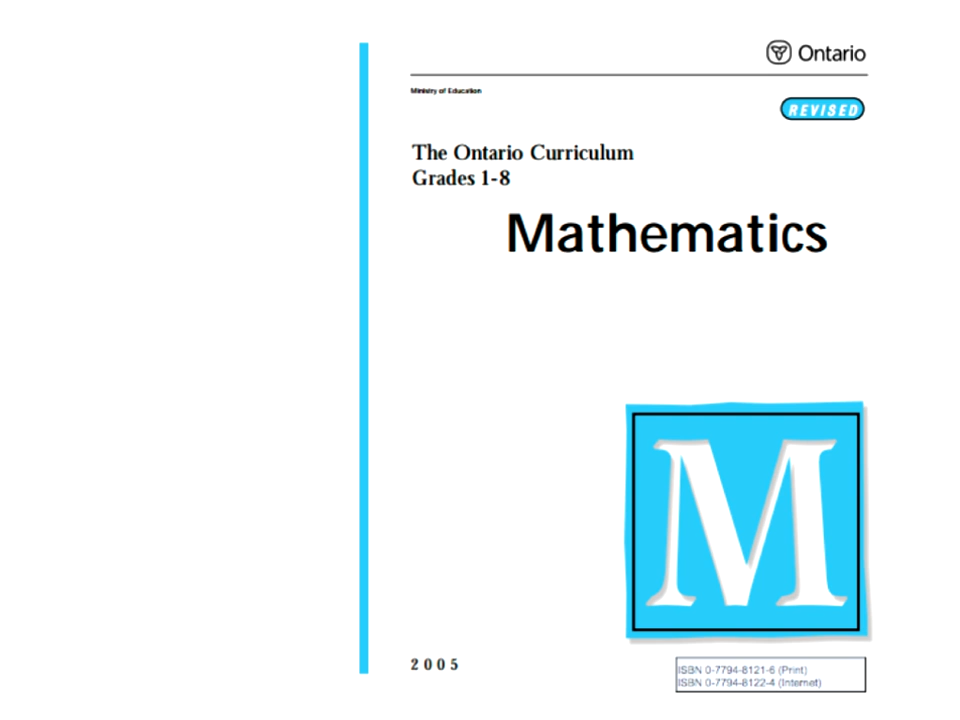 Ontario
Ministry of Education
REVISED
The Ontario Curriculum
Grades 1-8
Mathematics
M
2005
ISBN 0-7794-8121-6 (Print)
ISBN 0-7794-8122-4 (Internet)